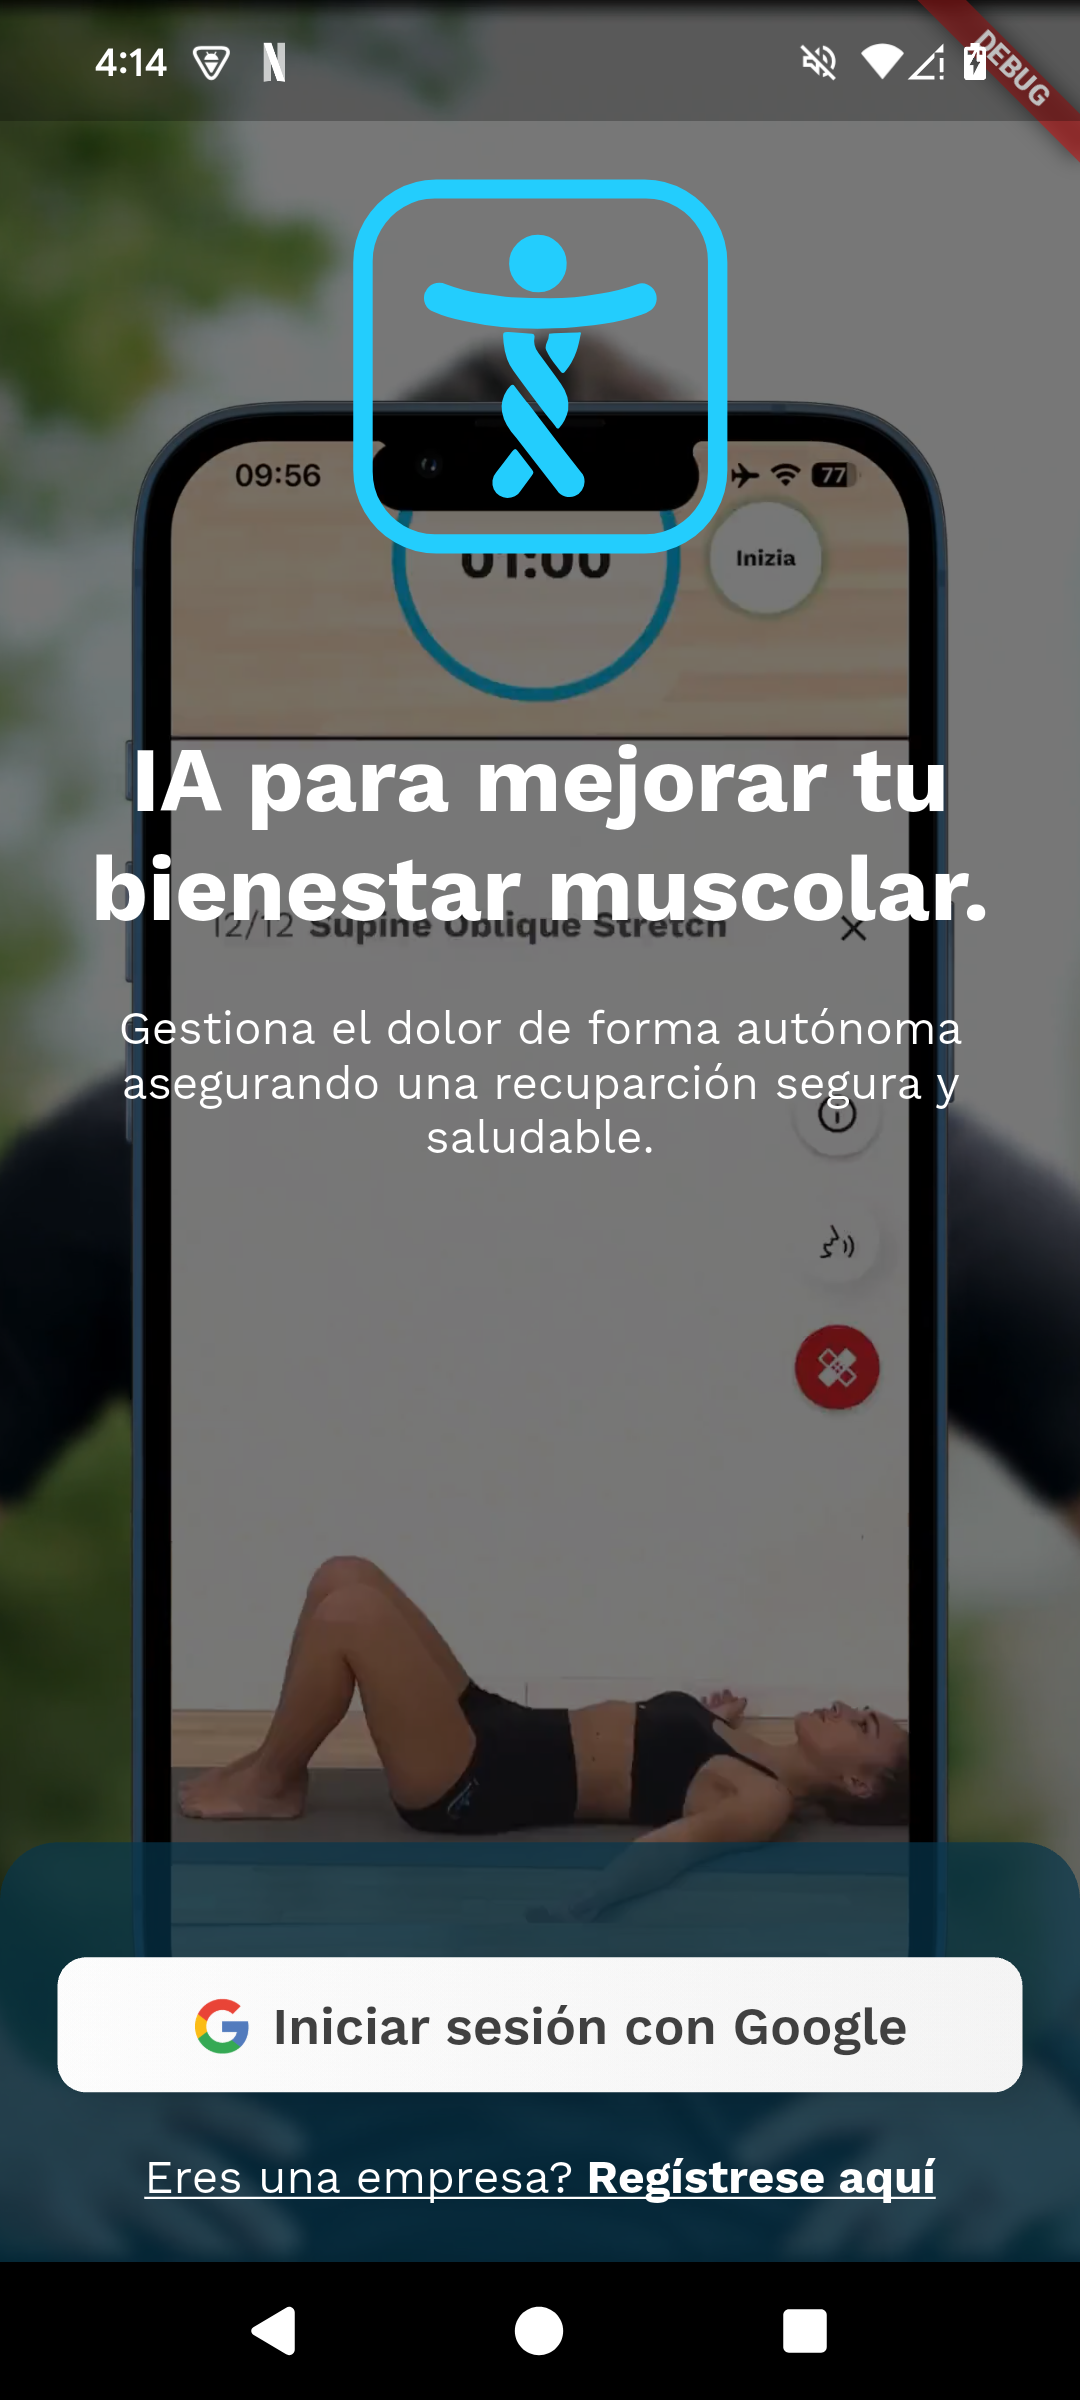 4:14
DEBUG
09:56
77
01:00
Inizia
IA para mejorar tu
bienestar muscolar.
12/12 Supine Oblique Stretch
Gestiona el dolor de forma autónoma
asegurando una recuparción segura y
saludable.
Iniciar sesión con Google
Eres una empresa? Regístrese aquí